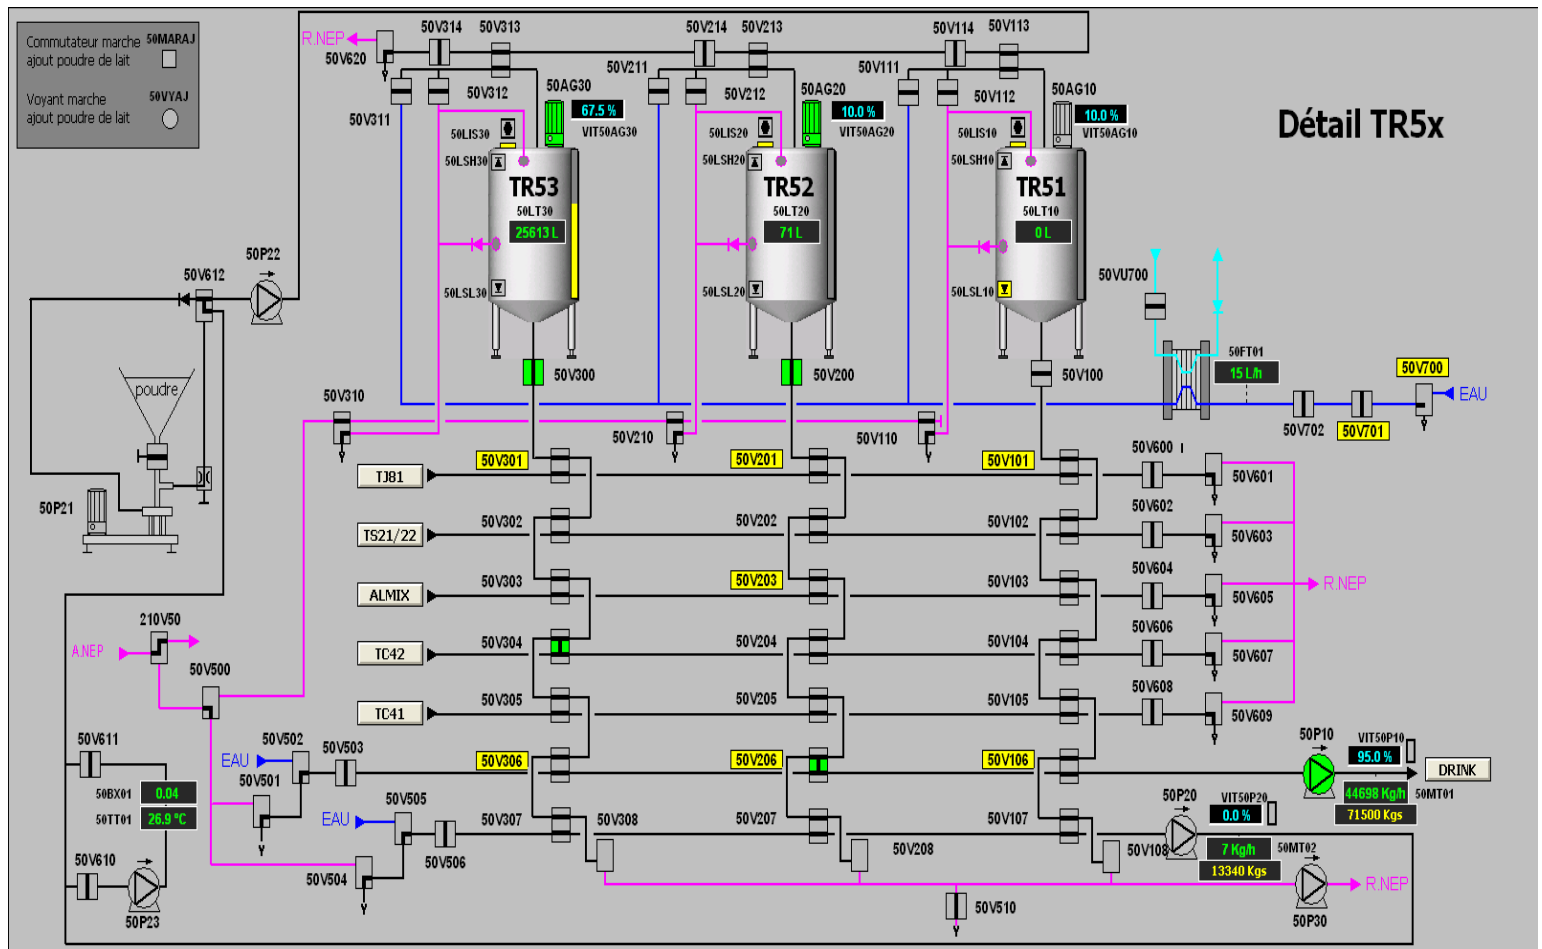 Commutateur marche
ajout poudre de lait
50MARAJ
Voyant marche
ajout poudre de lait
50VYAJ
R.NEP
50V620
50V314
50V313
50V214
50V213
50V114
50V113
50V311
50V312
50V211
50V212
50V111
50V112
50AG30
67.5 %
VIT50AG30
50AG20
10.0 %
VIT50AG20
50AG10
10.0 %
VIT50AG10
Détail TR5x
50LIS30
50LSH30
TR53
50LT30
25613 L
50LSL30
50LIS20
50LSH20
TR52
50LT20
71 L
50LSL20
50LIS10
50LSH10
TR51
50LT10
0 L
50LSL10
50P22
50V612
50VU700
50FT01
15 L/h
50V700
EAU
50V702
50V701
50V300
50V200
50V100
poudre
50P21
50V310
50V210
50V110
TJ81
50V301
50V201
50V101
50V600
50V601
TS21/22
50V302
50V202
50V102
50V602
50V603
ALMIX
50V303
50V203
50V103
50V604
50V605
R.NEP
TC42
50V304
50V204
50V104
50V606
50V607
TC41
50V305
50V205
50V105
50V608
50V609
210V50
A.NEP
50V500
50V611
50BX01
0.04
50TT01
26.9 °C
50V610
50P23
EAU
50V502
50V503
50V501
50V306
50V206
50V106
50P10
VIT50P10
95.0 %
DRINK
44698 Kg/h
50MT01
71500 Kgs
EAU
50V505
50V506
50V504
50V307
50V308
50V207
50V208
50V107
50V108
50P20
VIT50P20
0.0 %
7 Kg/h
50MT02
13340 Kgs
50V510
50P30
R.NEP